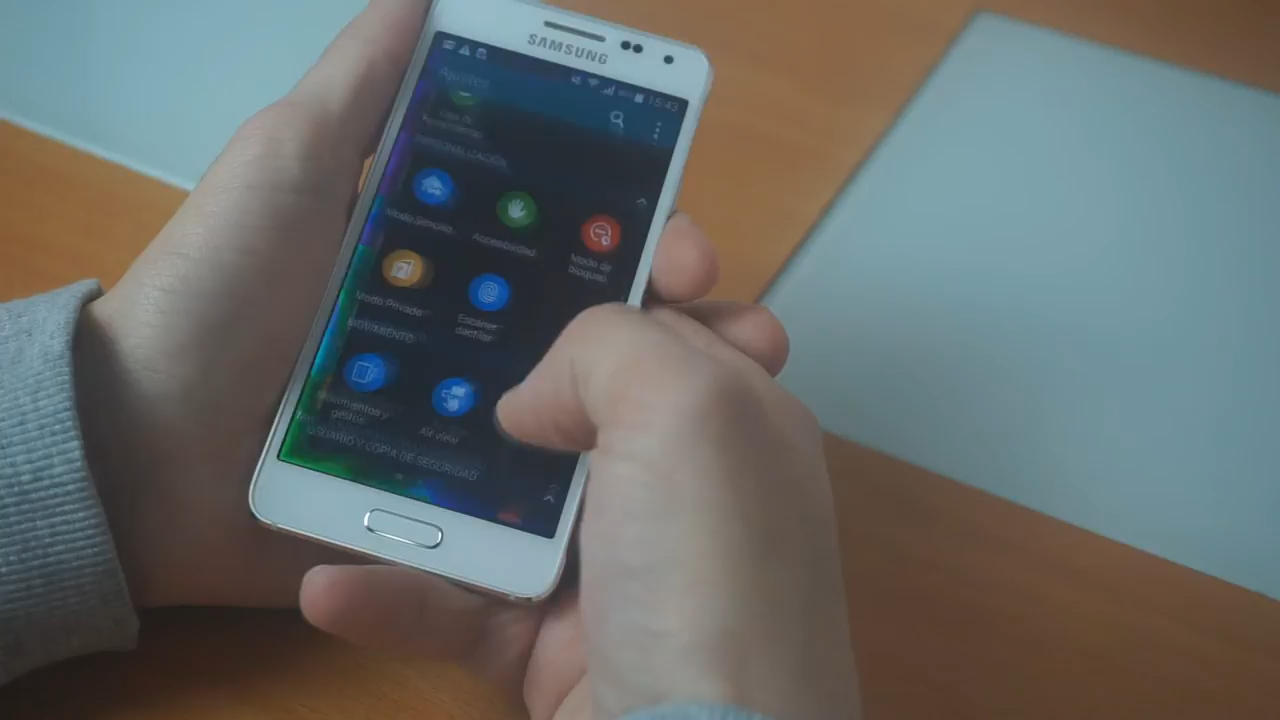 SAMSUNG
15:43
Ajustes
PERSONALIZACIÓN
Modo Sencillo
Accesibilidad
Modo de
bloqueo
Modo Privado
Escáner
dactilar
MOVIMIENTO
Movimientos y
gestos
Air view
USUARIO Y COPIA DE SEGURIDAD